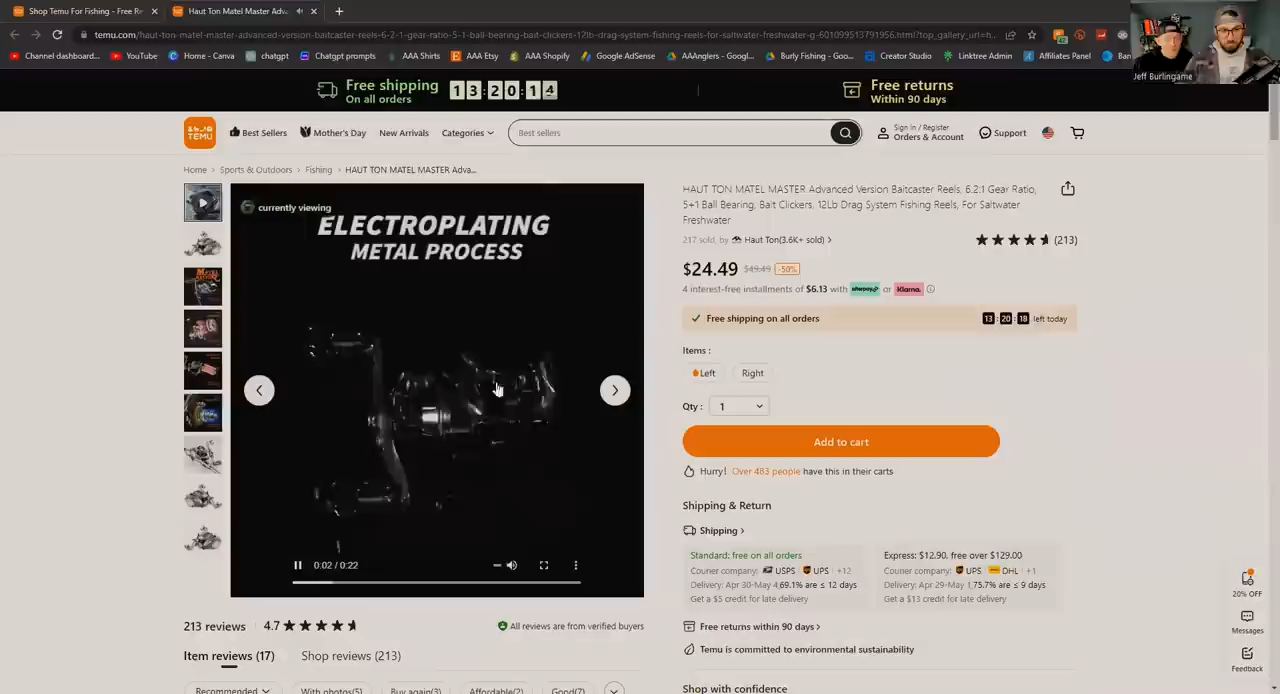 Shop Temu For Fishing - Free Re
Haut Ton Matel Master Adva
temu.com/haut-ton-matel-master-advanced-version-baitcaster-reels-6-2-1-gear-ratio-5-1-ball-bearing-bait-clickers-12lb-drag-system-fishing-reels-for-saltwater-freshwater-g-601099513791956.html?top_gallery_url=h...
Channel dashboard... YouTube Home - Canva chatgpt Chatgpt prompts AAA Shirts AAA Etsy AAA Shopify Google AdSense AAAnglers - Googl... Burly Fishing - Goo... Creator Studio Linktree Admin Affiliates Panel Ban
Jeff Burlingame
Free shipping
On all orders
13:20:14
Free returns
Within 90 days
TEMU
Best Sellers
Mother's Day
New Arrivals
Categories
Best sellers
Sign in / Register
Orders & Account
Support
Home > Sports & Outdoors > Fishing > HAUT TON MATEL MASTER Adva...
currently viewing
ELECTROPLATING
METAL PROCESS
0:02 / 0:22
HAUT TON MATEL MASTER Advanced Version Baitcaster Reels, 6.2:1 Gear Ratio,
5+1 Ball Bearing, Bait Clickers, 12Lb Drag System Fishing Reels, For Saltwater
Freshwater
217 sold, by Haut Ton(3.6K+ sold) >
(213)
$24.49 $49.49 -50%
4 interest-free installments of $6.13 with afterpay or Klarna.
Free shipping on all orders
13 : 20 : 18 left today
Items :
Left
Right
Qty : 1
Add to cart
Hurry! Over 483 people have this in their carts
Shipping & Return
Shipping >
Standard: free on all orders
Courier company: USPS UPS +12
Delivery: Apr 30-May 4,69.1% are ≤ 12 days
Get a $5 credit for late delivery
Express: $12.90, free over $129.00
Courier company: UPS DHL +1
Delivery: Apr 29-May 1,75.7% are ≤ 9 days
Get a $13 credit for late delivery
Free returns within 90 days >
Temu is committed to environmental sustainability
Shop with confidence
213 reviews
4.7
All reviews are from verified buyers
Item reviews (17)
Shop reviews (213)
Recommended
With photos(5)
Buy again(3)
Affordable(2)
Good(7)
20% OFF
Messages
Feedback